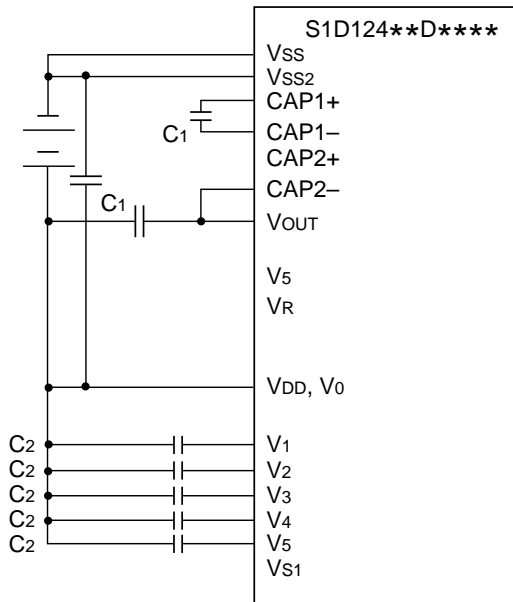 S1D124**D****
VSS
VSS2
CAP1+
C1
CAP1–
CAP2+
CAP2–
C1
VOUT
V5
VR
VDD, V0
C2
V1
C2
V2
C2
V3
C2
V4
C2
V5
VS1